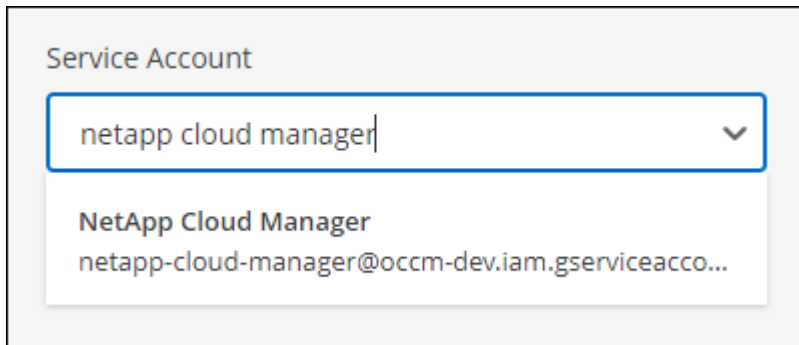 Service Account
netapp cloud manager
NetApp Cloud Manager
netapp-cloud-manager@occm-dev.iam.gserviceacco...